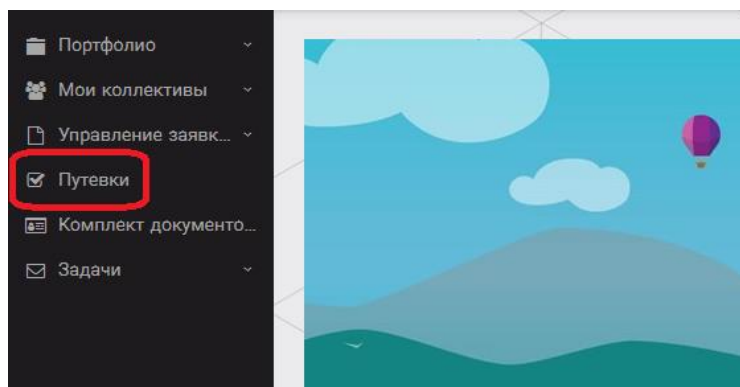 Портфолио
Мои коллективы
Управление заявк...
Путевки
Комплект документо...
Задачи